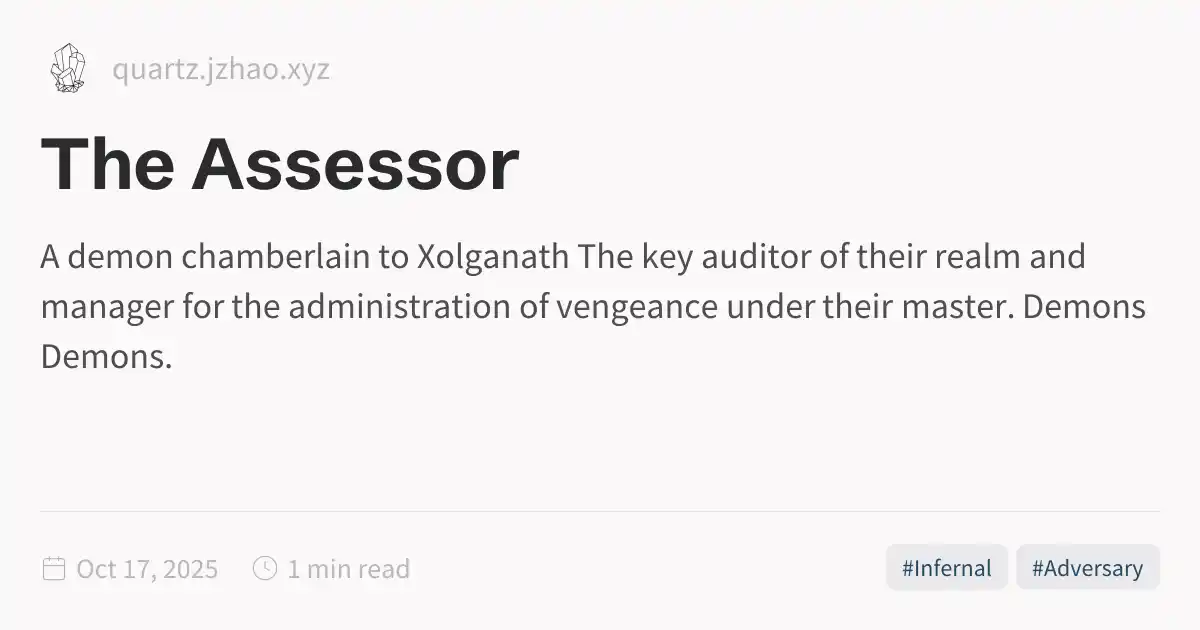 quartz.jzhao.xyz
The Assessor
A demon chamberlain to Xolganath The key auditor of their realm and
manager for the administration of vengeance under their master. Demons
Demons.
Oct 17, 2025 1 min read #Infernal #Adversary